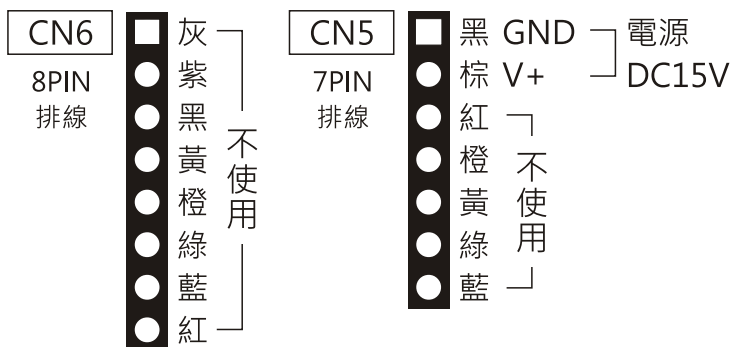 CN6
8PIN
排線
灰
紫
黑
黃
橙
綠
藍
紅
不使用
CN5
7PIN
排線
黑 GND
棕 V+
紅
橙
黃
綠
藍
電源
DC15V
不使用